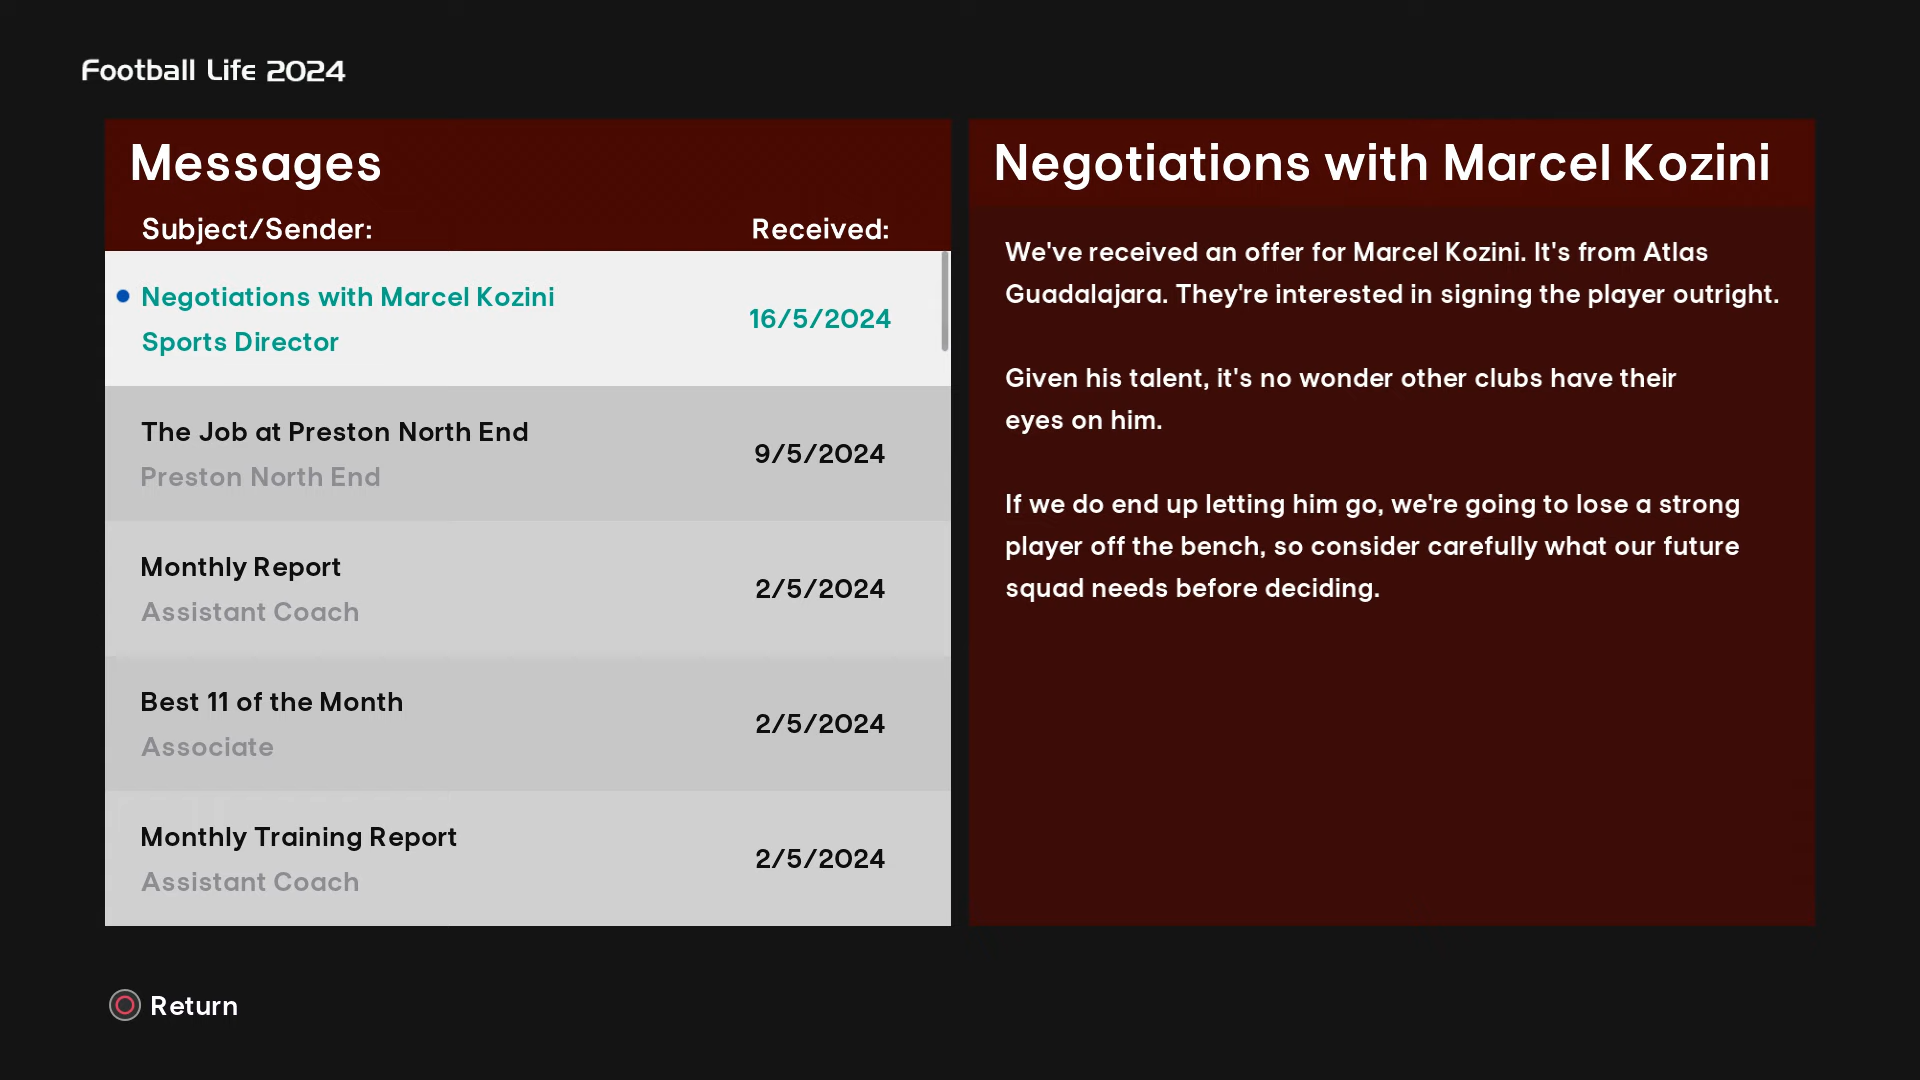 Football Life 2024
Messages
Subject/Sender:
Received:
Negotiations with Marcel Kozini
Sports Director
16/5/2024
The Job at Preston North End
Preston North End
9/5/2024
Monthly Report
Assistant Coach
2/5/2024
Best 11 of the Month
Associate
2/5/2024
Monthly Training Report
Assistant Coach
2/5/2024
Negotiations with Marcel Kozini
We've received an offer for Marcel Kozini. It's from Atlas
Guadalajara. They're interested in signing the player outright.
Given his talent, it's no wonder other clubs have their
eyes on him.
If we do end up letting him go, we're going to lose a strong
player off the bench, so consider carefully what our future
squad needs before deciding.
Return